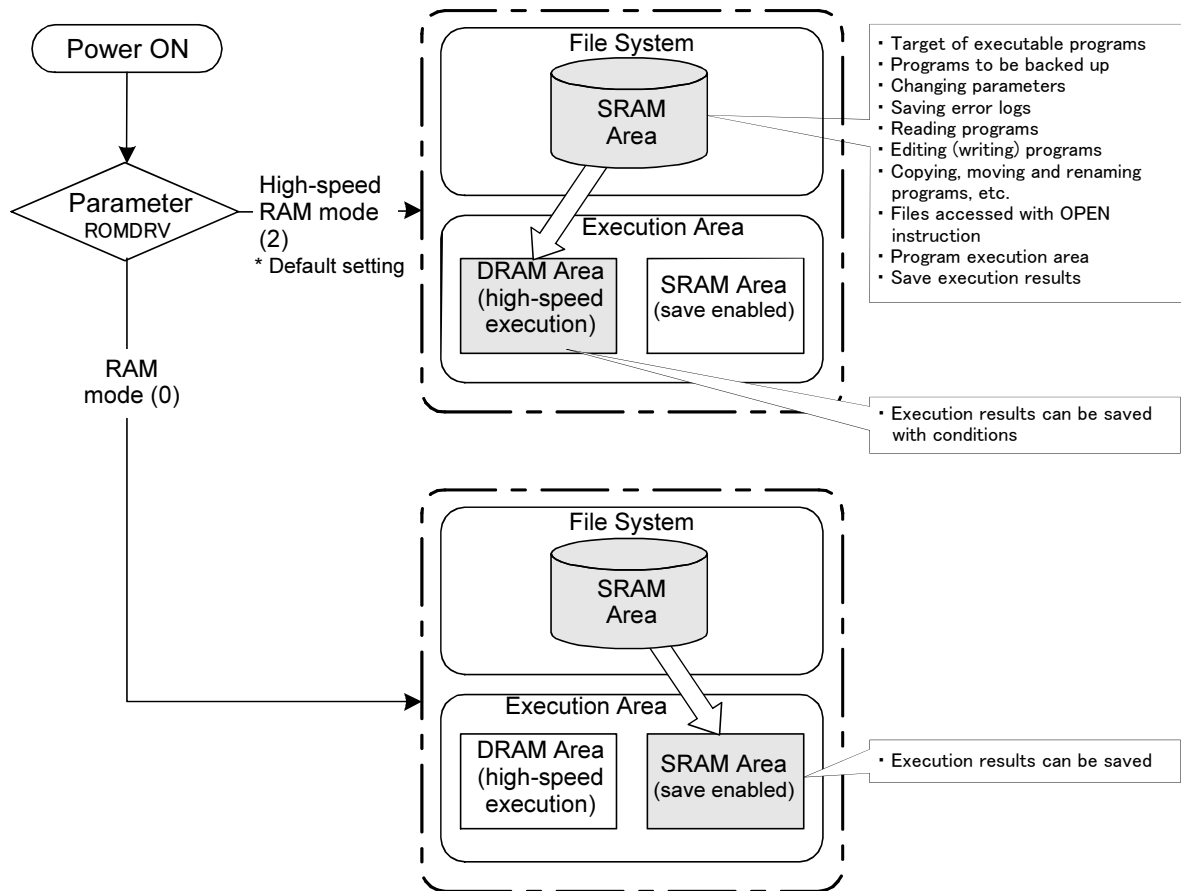 Power ON
Parameter
ROMDRV
High-speed
RAM mode
(2)
* Default setting
RAM
mode (0)
File System
SRAM
Area
Execution Area
DRAM Area
(high-speed
execution)
SRAM Area
(save enabled)
・Target of executable programs
・Programs to be backed up
・Changing parameters
・Saving error logs
・Reading programs
・Editing (writing) programs
・Copying, moving and renaming
programs, etc.
・Files accessed with OPEN
instruction
・Program execution area
・Save execution results
・Execution results can be saved
with conditions
File System
SRAM
Area
Execution Area
DRAM Area
(high-speed
execution)
SRAM Area
(save enabled)
・Execution results can be saved